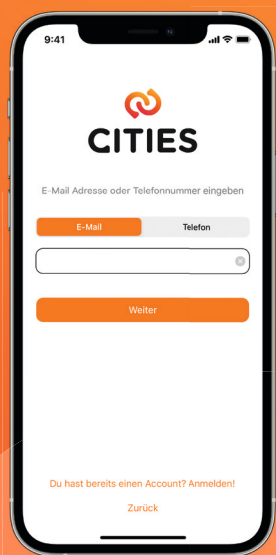 9:41
CITIES
E-Mail Adresse oder Telefonnummer eingeben
E-Mail
Telefon
Weiter
Du hast bereits einen Account? Anmelden!
Zurück